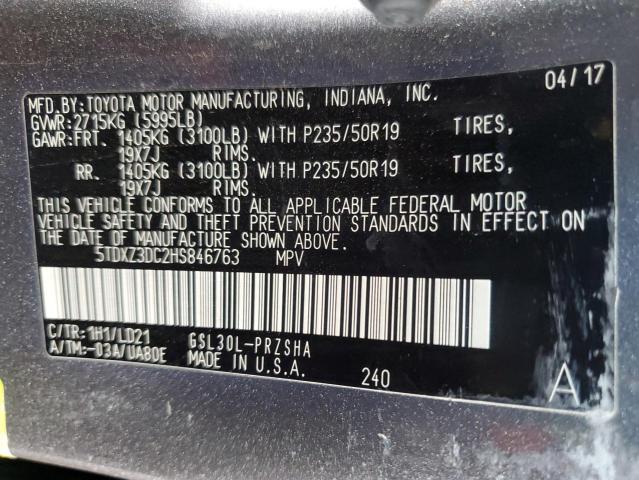 04/17
MFD.BY:TOYOTA MOTOR MANUFACTURING, INDIANA, INC.
GVWR:2715KG (5995LB)
GAWR:FRT. 1405KG (3100LB) WITH P235/50R19 TIRES,
19X7J RIMS.
RR. 1405KG (3100LB) WITH P235/50R19 TIRES,
19X7J RIMS.
THIS VEHICLE CONFORMS TO ALL APPLICABLE FEDERAL MOTOR
VEHICLE SAFETY AND THEFT PREVENTION STANDARDS IN EFFECT ON
THE DATE OF MANUFACTURE SHOWN ABOVE.
5TDXZ3DC2HS846763 MPV
C/TR:1H1/LD21 GSL30L-PRZSHA
A/TM:-03A/UA80E MADE IN U.S.A.
240 A